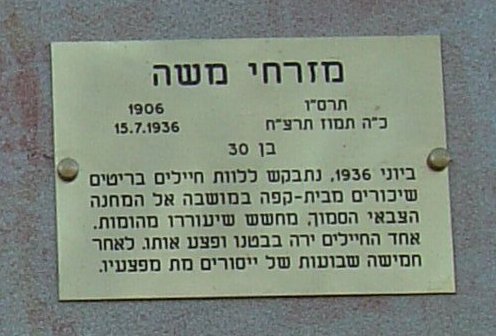 מזרחי משה
תרס"ו 1906
כ"ה תמוז תרצ"ח 15.7.1936
בן 30
ביוני 1936, נתבקש ללוות חיילים בריטים
שיכורים מבית-קפה במושבה אל המחנה
הצבאי הסמוך, מחשש שיעוררו מהומות.
אחד החיילים ירה בבטנו ופצע אותו. לאחר
חמישה שבועות של ייסורים מת מפצעיו.